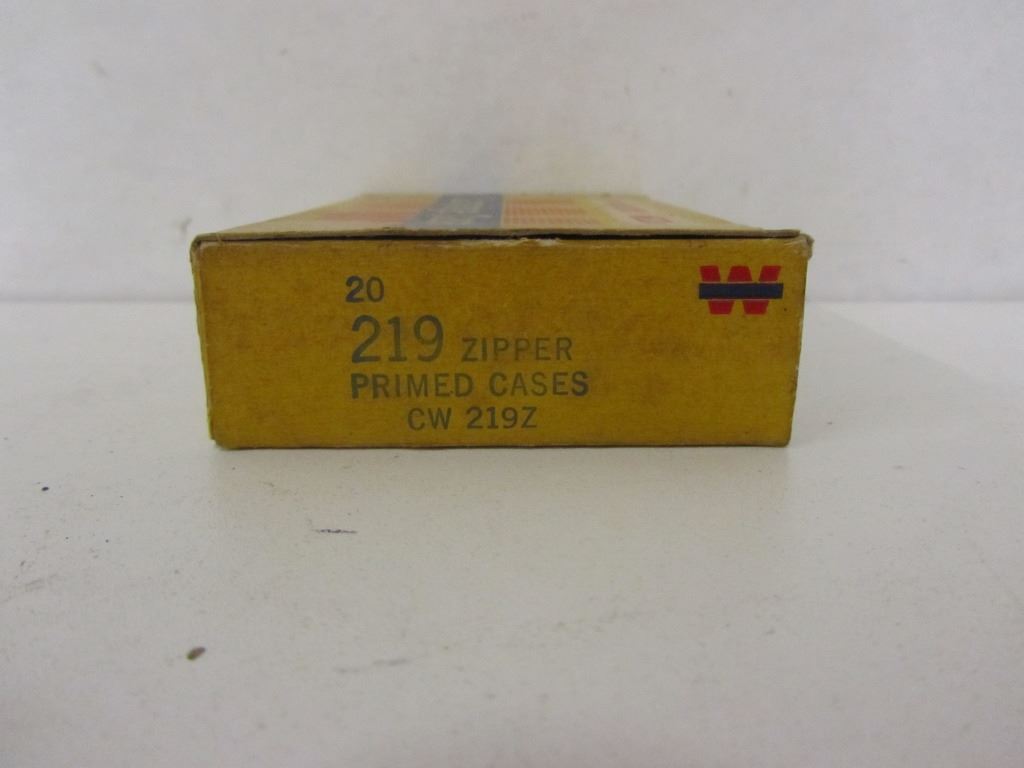 20
219 ZIPPER
PRIMED CASES
CW 219Z
W